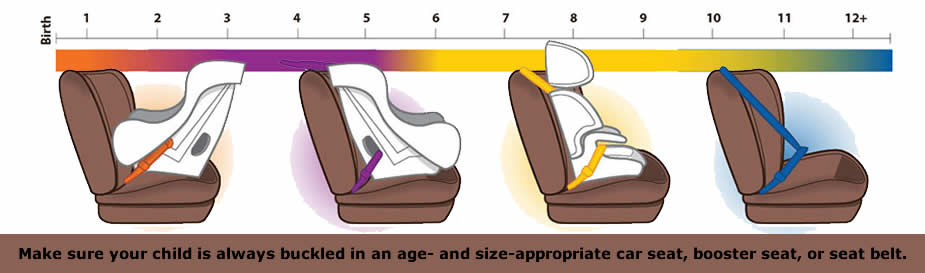 Birth 1 2 3 4 5 6 7 8 9 10 11 12+
Make sure your child is always buckled in an age- and size-appropriate car seat, booster seat, or seat belt.